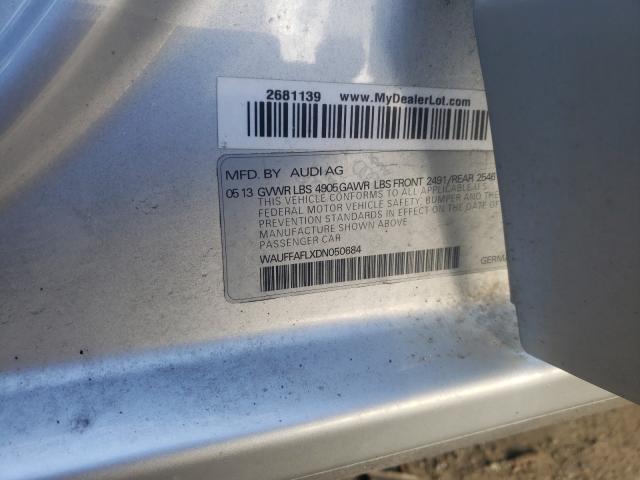 2681139 www.MyDealerLot.com
MFD. BY AUDI AG
05 13 GVWR LBS 4905 GAWR LBS FRONT 2491/REAR 2546
THIS VEHICLE CONFORMS TO ALL APPLICABLE U.S.
FEDERAL MOTOR VEHICLE SAFETY, BUMPER AND THE
PREVENTION STANDARDS IN EFFECT ON THE DATE
MANUFACTURE SHOWN ABOVE
PASSENGER CAR
WAUFFAFLXDN050684
GERMA